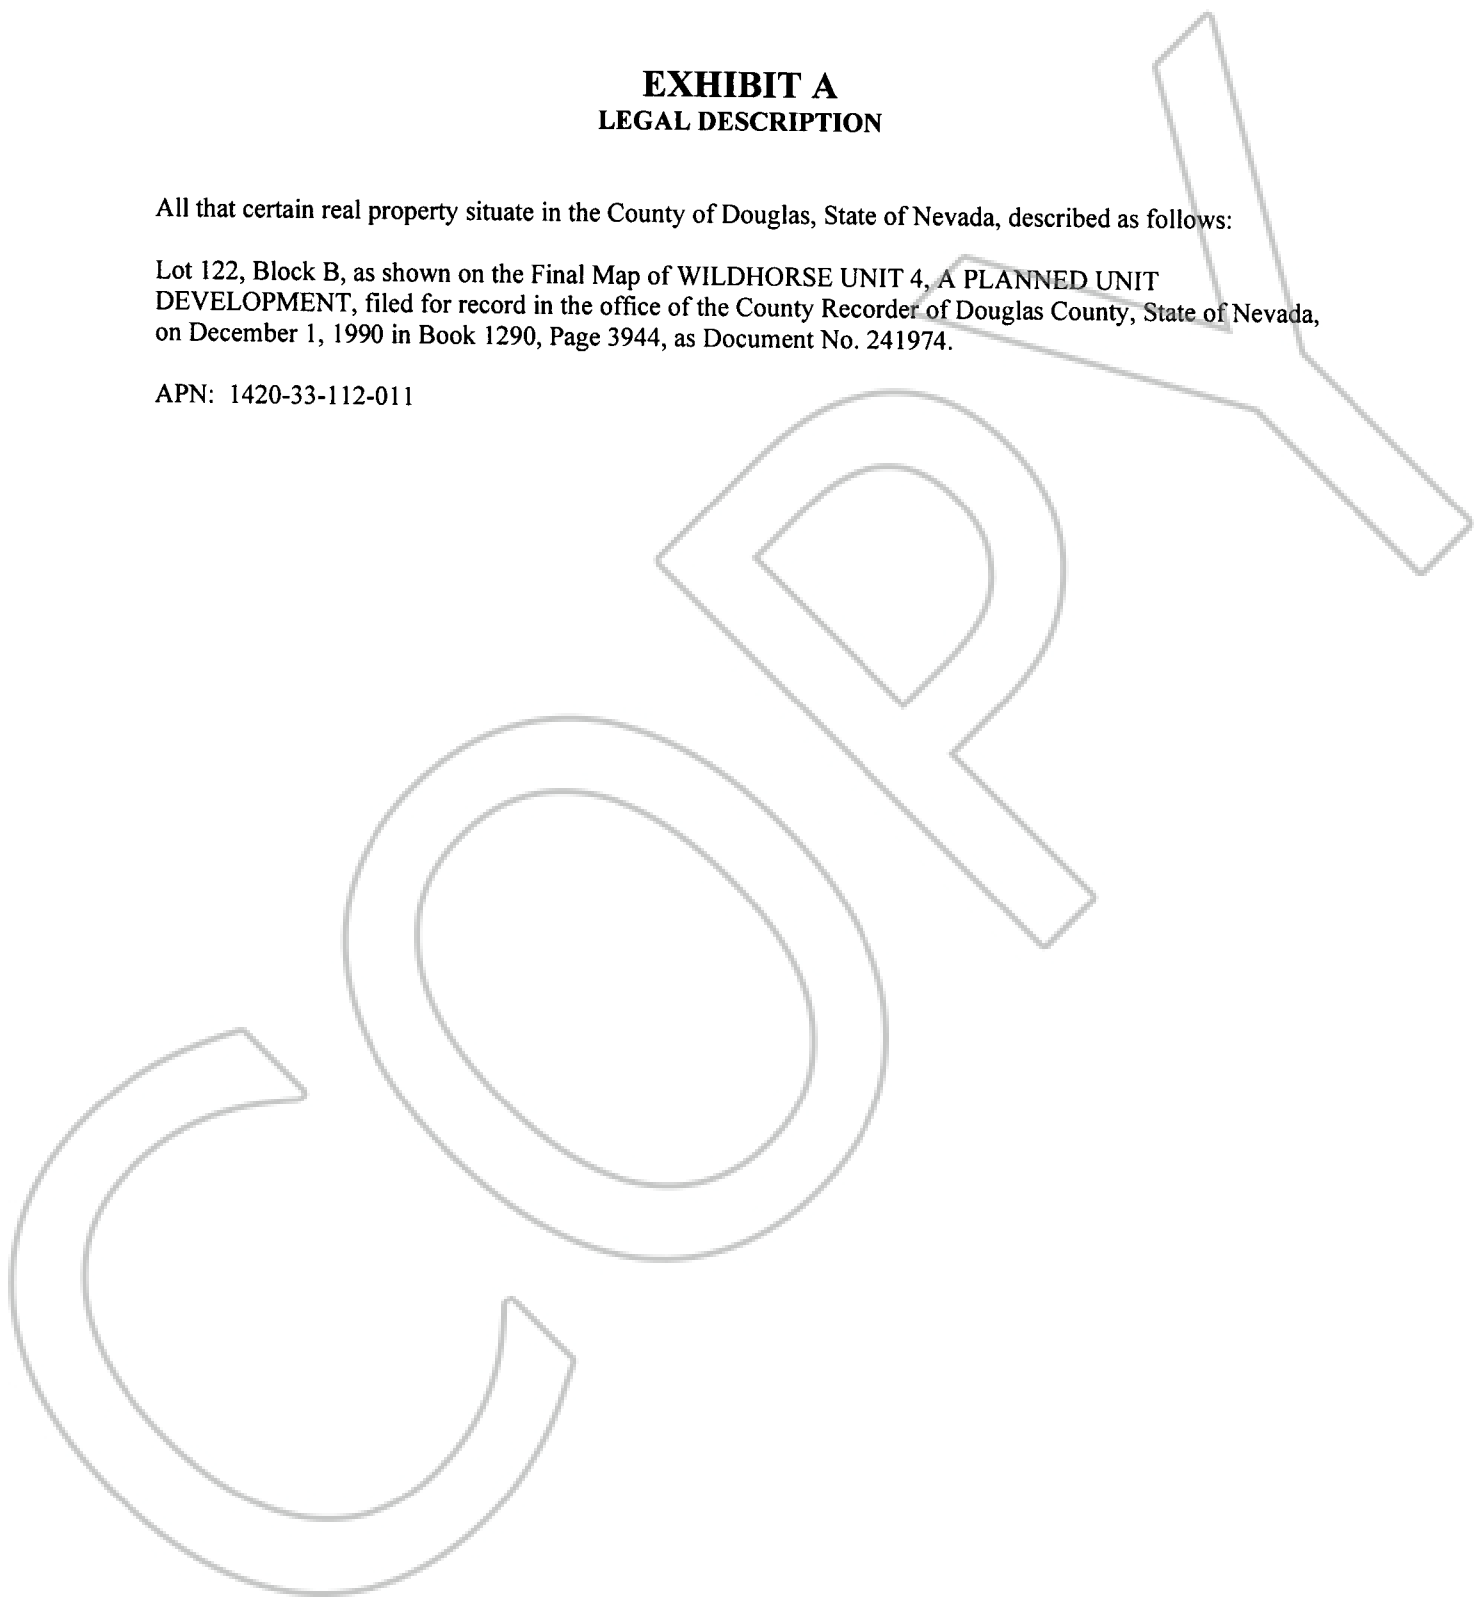 EXHIBIT A
LEGAL DESCRIPTION
All that certain real property situate in the County of Douglas, State of Nevada, described as follows:
Lot 122, Block B, as shown on the Final Map of WILDHORSE UNIT 4, A PLANNED UNIT
DEVELOPMENT, filed for record in the office of the County Recorder of Douglas County, State of Nevada,
on December 1, 1990 in Book 1290, Page 3944, as Document No. 241974.
APN: 1420-33-112-011
COPY